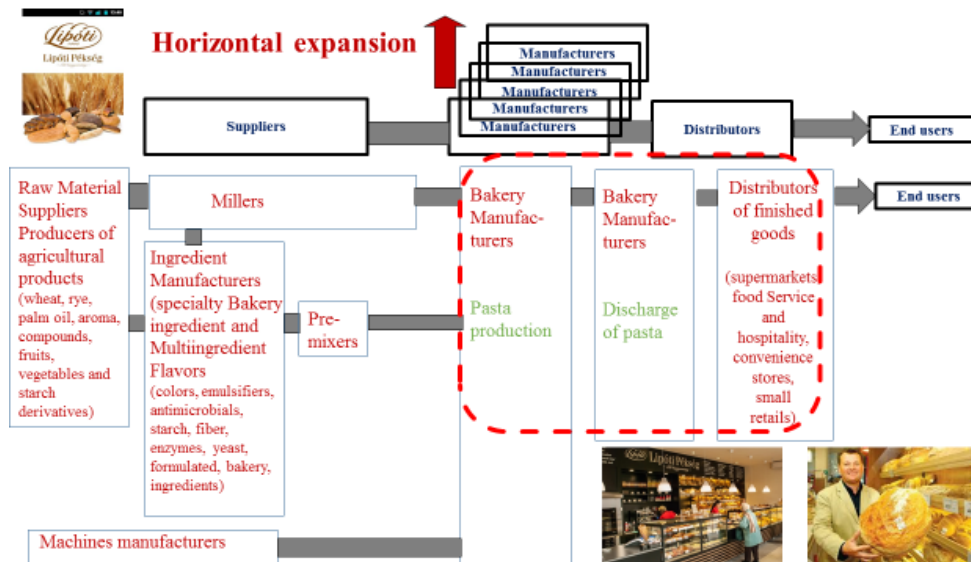 Lipóti
Lipóti Pékség
Horizontal expansion
Manufacturers
Manufacturers
Manufacturers
Manufacturers
Manufacturers
Suppliers
Distributors
End users
Raw Material
Suppliers
Producers of
agricultural
products
(wheat, rye,
palm oil, aroma,
compounds,
fruits,
vegetables and
starch
derivatives)
Millers
Ingredient
Manufacturers
(specialty Bakery
ingredient and
Multiingredient
Flavors
(colors, emulsifiers,
antimicrobials,
starch, fiber,
enzymes, yeast,
formulated, bakery,
ingredients)
Pre-
mixers
Bakery
Manufac-
turers
Pasta
production
Bakery
Manufac-
turers
Discharge
of pasta
Distributors
of finished
goods
(supermarkets,
food Service
and
hospitality,
convenience
stores,
small
retails)
End users
Machines manufacturers
Lipóti Pékség